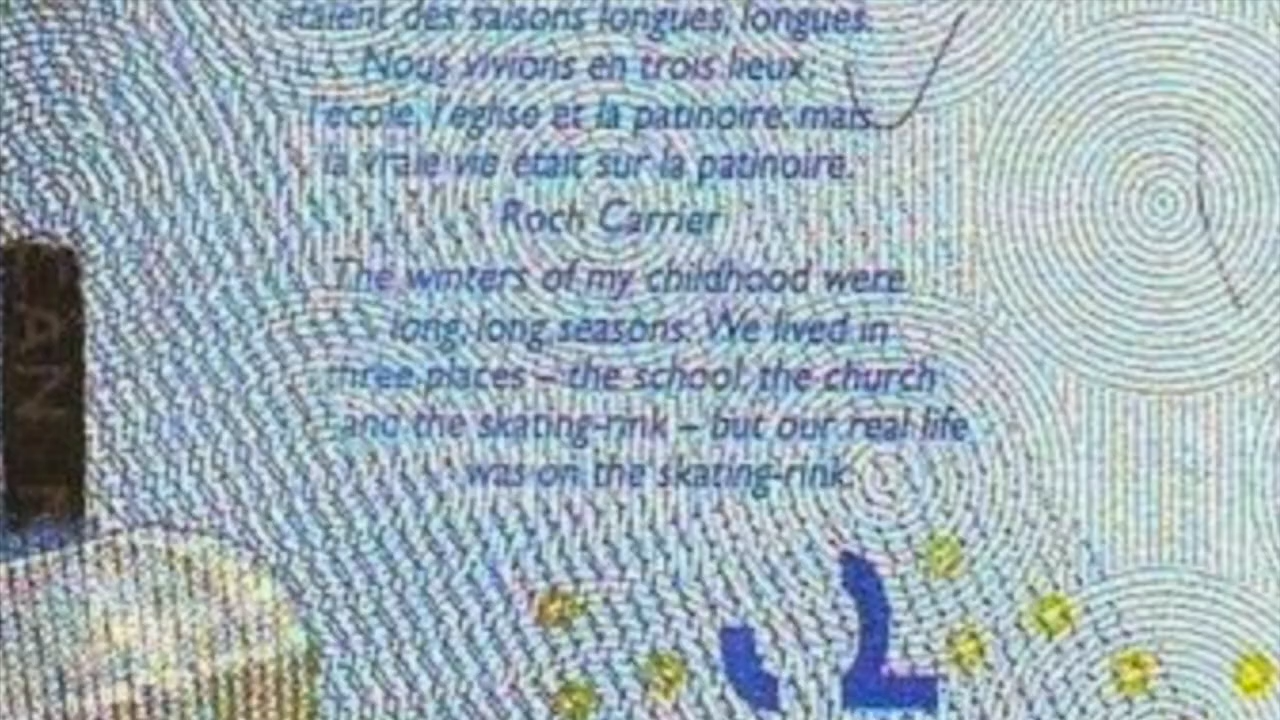 étaient des saisons longues, longues.
Nous vivions en trois lieux:
l'école, l'église et la patinoire; mais
la vraie vie était sur la patinoire.
Roch Carrier
The winters of my childhood were
long, long seasons. We lived in
three places – the school, the church
and the skating-rink – but our real life
was on the skating-rink.
AN